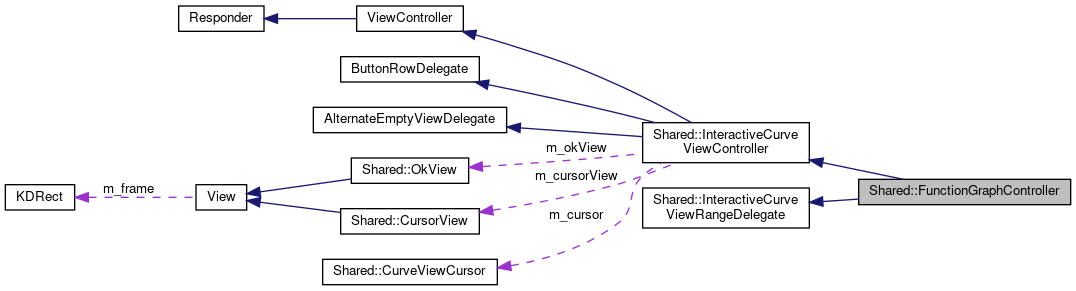 Responder
ViewController
ButtonRowDelegate
AlternateEmptyViewDelegate
Shared::InteractiveCurve
ViewController
m_okView
Shared::OkView
m_cursorView
Shared::FunctionGraphController
m_frame
KDRect
View
Shared::InteractiveCurve
ViewRangeDelegate
m_cursor
Shared::CursorView
Shared::CurveViewCursor